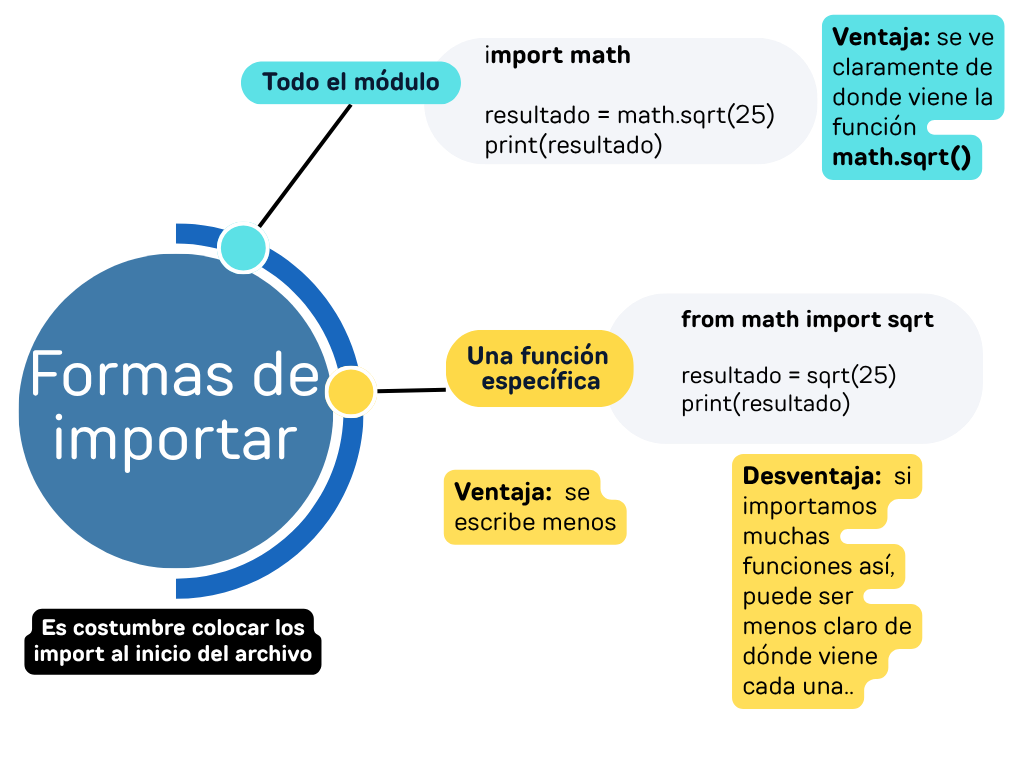 Todo el módulo
import math
resultado = math.sqrt(25)
print(resultado)
Ventaja: se ve
claramente de
donde viene la
función
math.sqrt()
Formas de
importar
Una función
específica
from math import sqrt
resultado = sqrt(25)
print(resultado)
Ventaja: se
escribe menos
Desventaja: si
importamos
muchas
funciones así,
puede ser
menos claro de
dónde viene
cada una..
Es costumbre colocar los
import al inicio del archivo